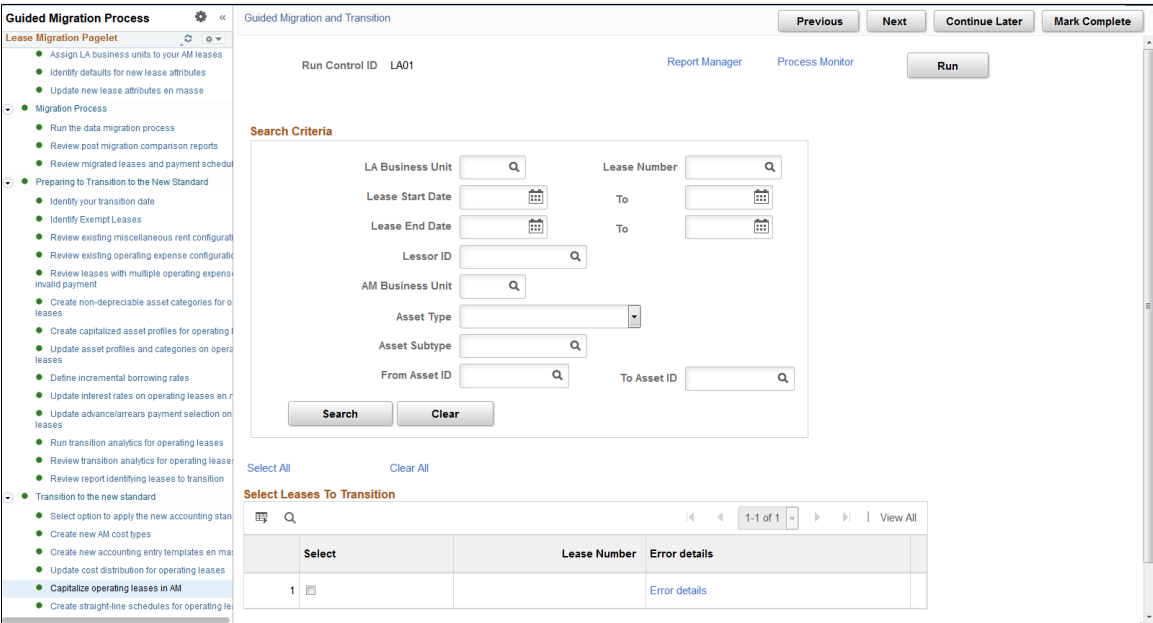 Guided Migration Process
Lease Migration Pagelet
Assign LA business units to your AM leases
Identify defaults for new lease attributes
Update new lease attributes en masse
Migration Process
Run the data migration process
Review post migration comparison reports
Review migrated leases and payment schedul
Preparing to Transition to the New Standard
Identify your transition date
Identify Exempt Leases
Review existing miscellaneous rent configurati
Review existing operating expense configuratio
Review leases with multiple operating expense
invalid payment
Create non-depreciable asset categories for o
leases
Create capitalized asset profiles for operating l
Update asset profiles and categories on opera
leases
Define incremental borrowing rates
Update interest rates on operating leases en m
Update advance/arrears payment selection on
leases
Run transition analytics for operating leases
Review transition analytics for operating leases
Review report identifying leases to transition
Transition to the new standard
Select option to apply the new accounting stan
Create new AM cost types
Create new accounting entry templates en mas
Update cost distribution for operating leases
Capitalize operating leases in AM
Create straight-line schedules for operating lea
Guided Migration and Transition
Previous Next Continue Later Mark Complete
Run Control ID LA01 Report Manager Process Monitor Run
Search Criteria
LA Business Unit Lease Number
Lease Start Date To
Lease End Date To
Lessor ID
AM Business Unit
Asset Type
Asset Subtype
From Asset ID To Asset ID
Search Clear
Select All Clear All
Select Leases To Transition
1-1 of 1 | View All
Select Lease Number Error details
1 Error details